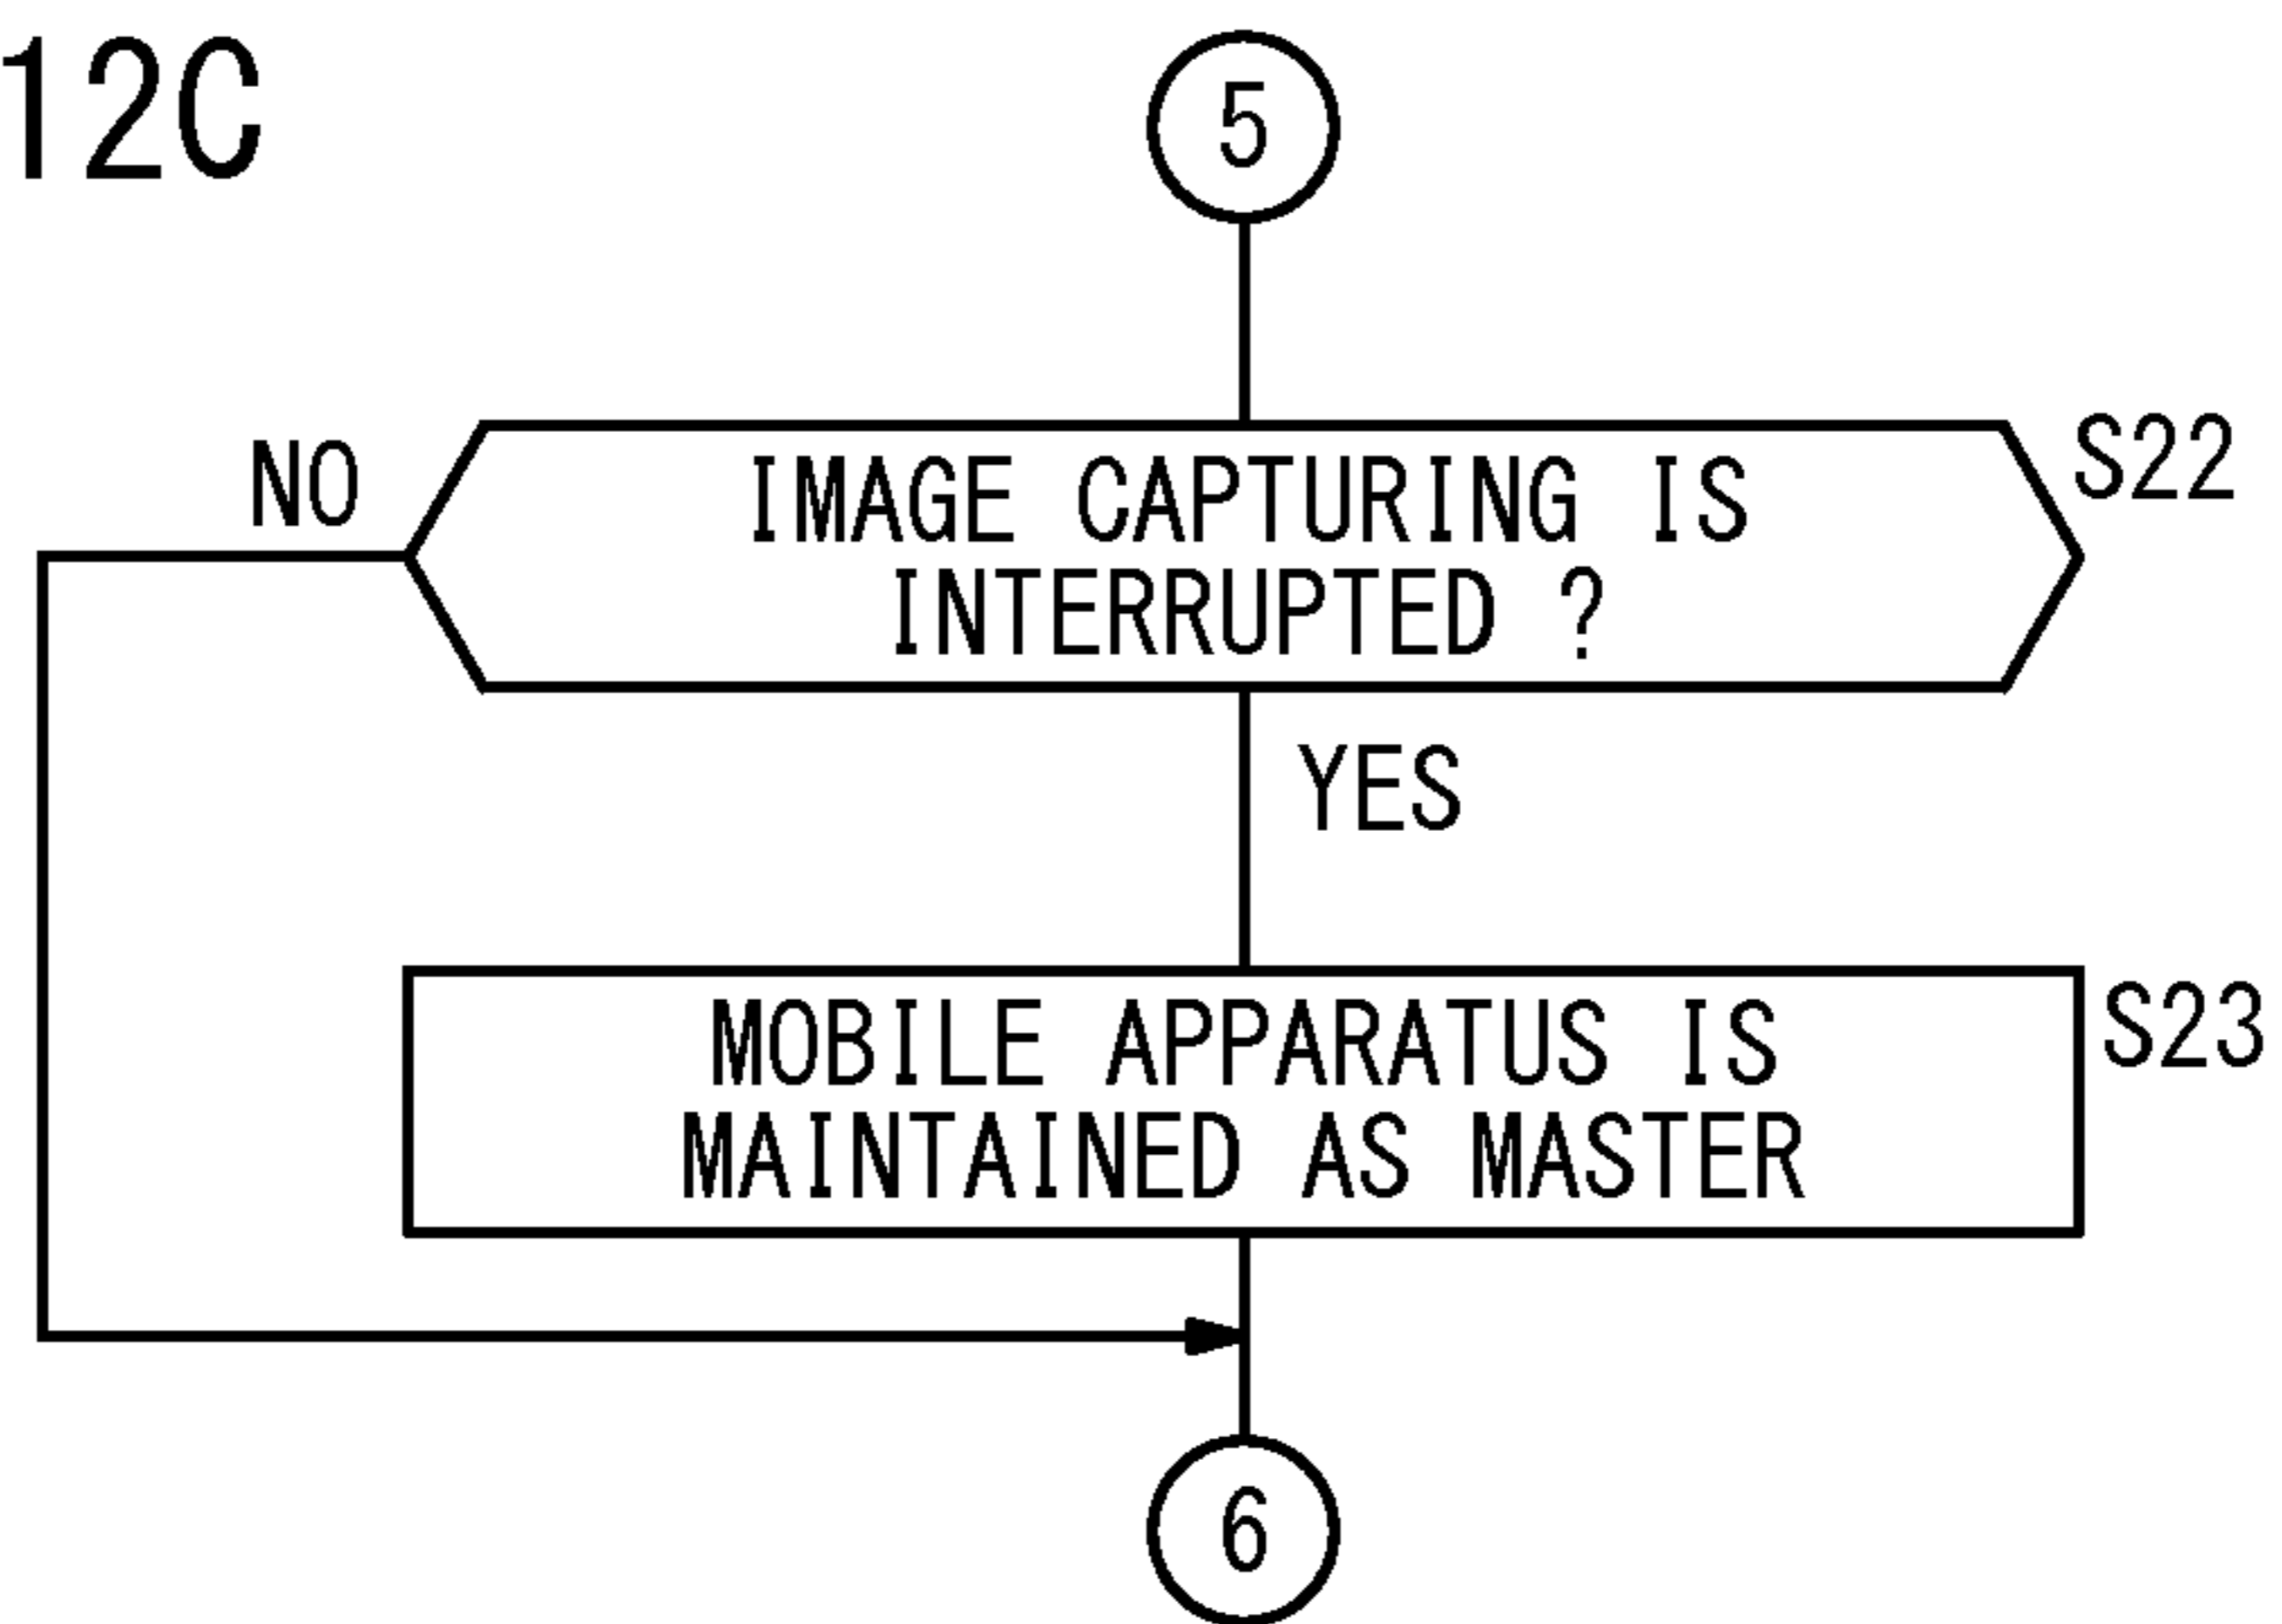 12C
5
NO
IMAGE CAPTURING IS
INTERRUPTED ?
S22
YES
MOBILE APPARATUS IS
MAINTAINED AS MASTER
S23
6